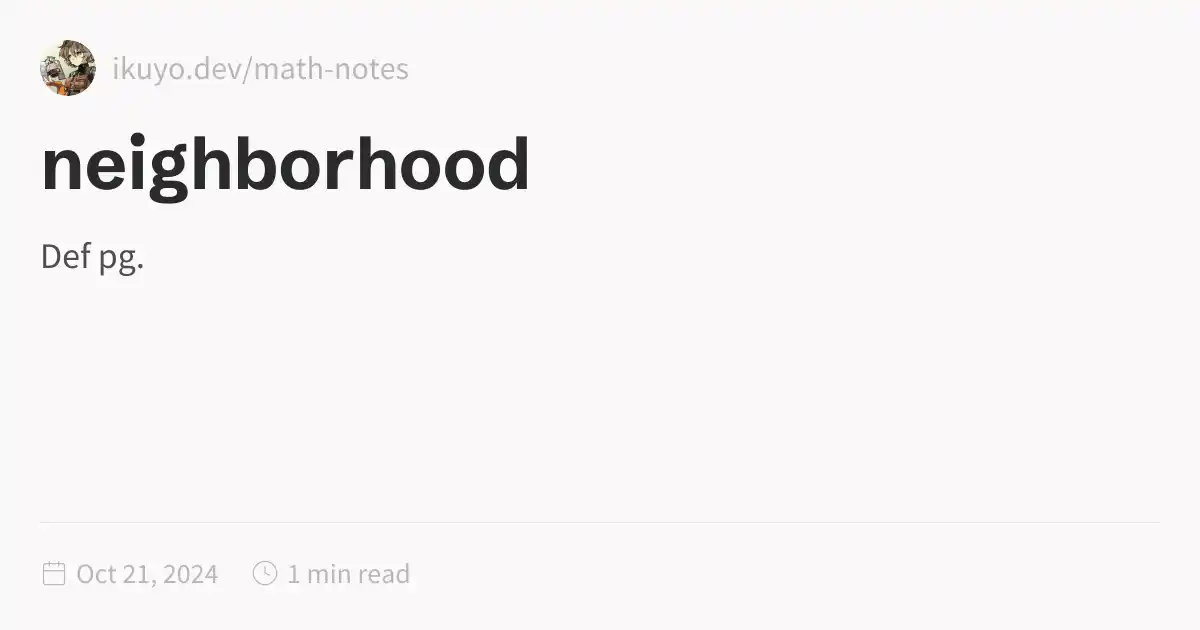 ikuyo.dev/math-notes
neighborhood
Def pg.
Oct 21, 2024 1 min read